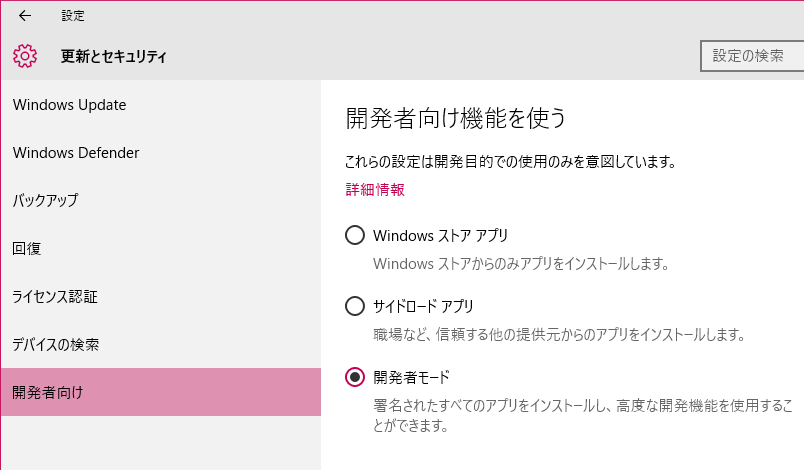 設定
更新とセキュリティ
設定の検索
Windows Update
Windows Defender
バックアップ
回復
ライセンス認証
デバイスの検索
開発者向け
開発者向け機能を使う
これらの設定は開発目的での使用のみを意図しています。
詳細情報
Windows ストア アプリ
Windows ストアからのみアプリをインストールします。
サイドロード アプリ
職場など、信頼する他の提供元からのアプリをインストールします。
開発者モード
署名されたすべてのアプリをインストールし、高度な開発機能を使用するこ
とができます。